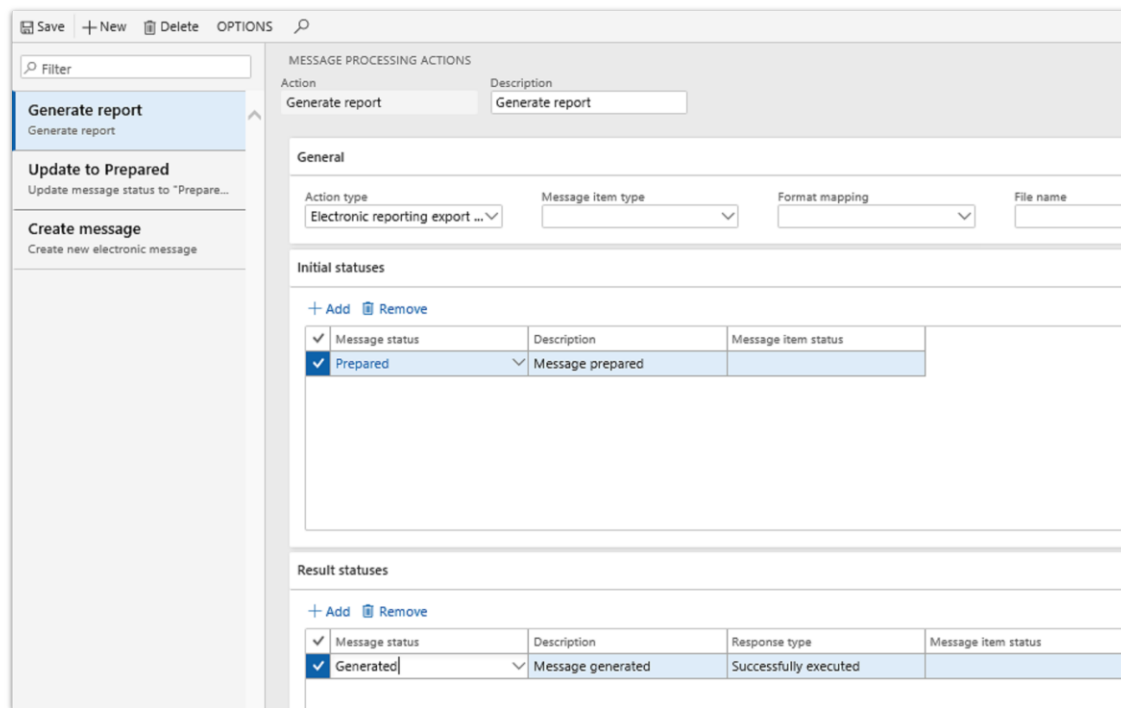 Save New Delete OPTIONS
Filter
Generate report
Generate report
Update to Prepared
Update message status to "Prepare...
Create message
Create new electronic message
MESSAGE PROCESSING ACTIONS
Action Description
Generate report Generate report
General
Action type Message item type Format mapping File name
Electronic reporting export ...
Initial statuses
Add Remove
Message status Description Message item status
Prepared Message prepared
Result statuses
Add Remove
Message status Description Response type Message item status
Generated Message generated Successfully executed